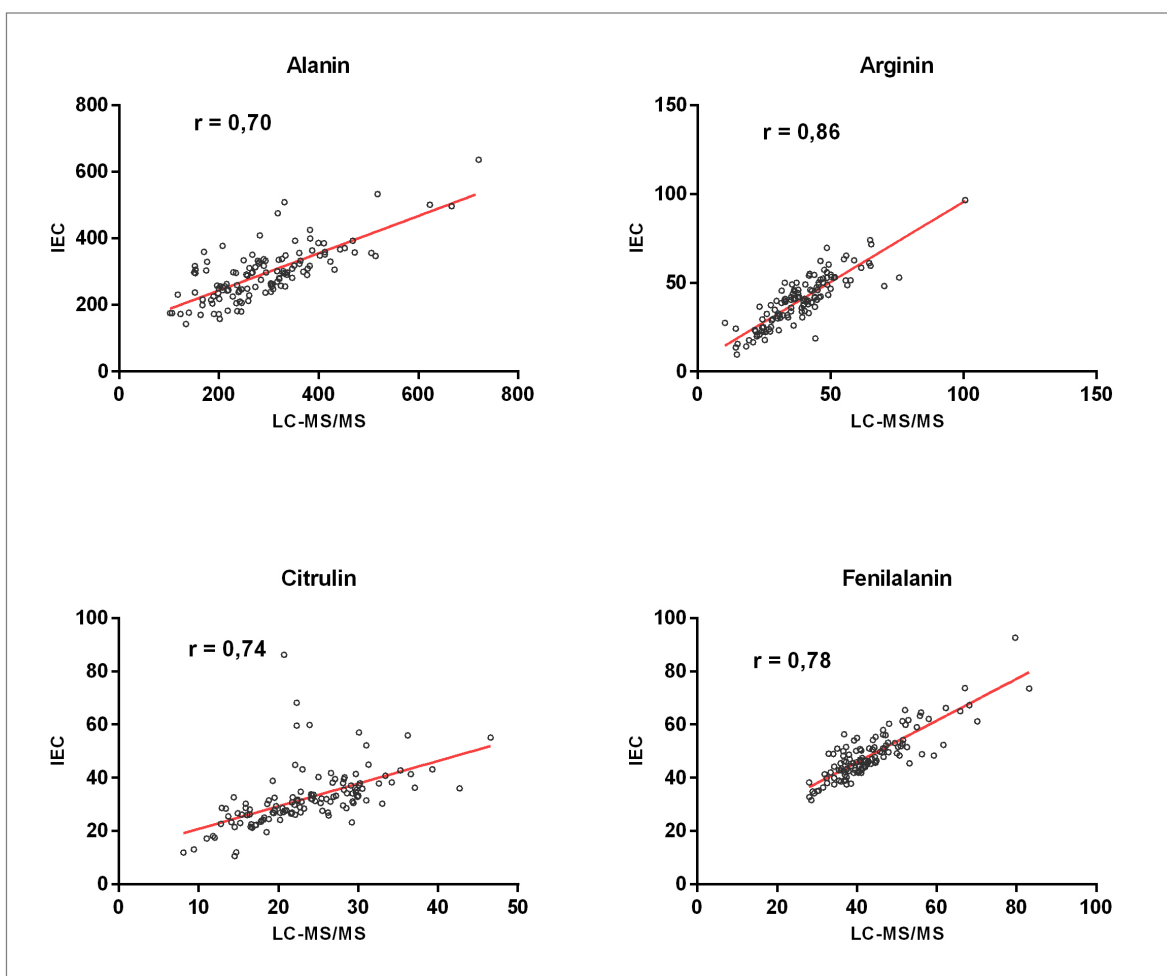 Alanin
800
600
400
200
0
r = 0,70
IEC
0 200 400 600 800
LC-MS/MS
Arginin
150
100
50
0
r = 0,86
IEC
0 50 100 150
LC-MS/MS
Citrulin
100
80
60
40
20
0
r = 0,74
IEC
0 10 20 30 40 50
LC-MS/MS
Fenilalanin
100
80
60
40
20
0
r = 0,78
IEC
0 20 40 60 80 100
LC-MS/MS